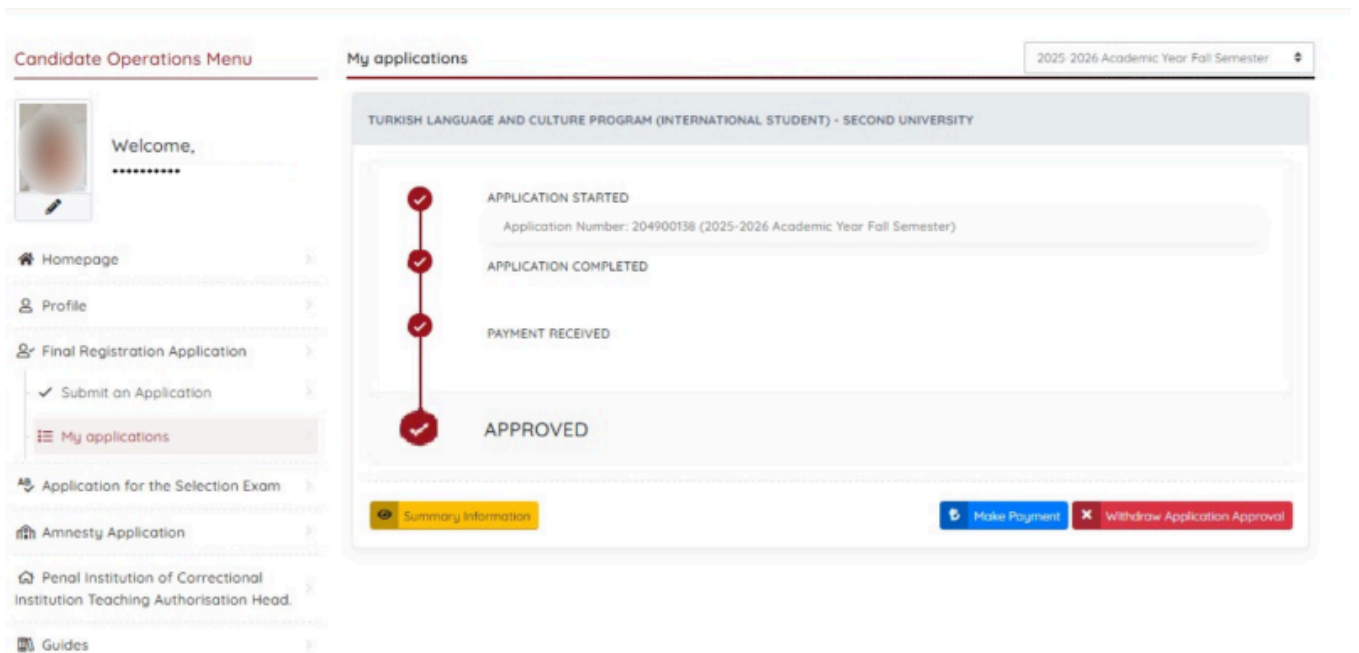 Candidate Operations Menu
My applications
2025-2026 Academic Year Fall Semester
Welcome,
**********
TURKISH LANGUAGE AND CULTURE PROGRAM (INTERNATIONAL STUDENT) - SECOND UNIVERSITY
APPLICATION STARTED
Application Number: 204900138 (2025-2026 Academic Year Fall Semester)
APPLICATION COMPLETED
PAYMENT RECEIVED
APPROVED
Summary Information
Make Payment
Withdraw Application Approval
Homepage
Profile
Final Registration Application
Submit an Application
My applications
Application for the Selection Exam
Amnesty Application
Penal Institution of Correctional
Institution Teaching Authorisation Head.
Guides